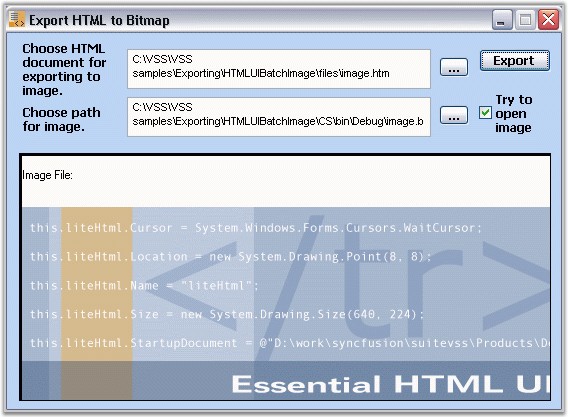 Export HTML to Bitmap
Choose HTML
document for
exporting to
image.
C:\VSS\VSS
samples\Exporting\HTMLUIBatchImage\files\image.htm
...
Export
Choose path
for image.
C:\VSS\VSS
samples\Exporting\HTMLUIBatchImage\CS\bin\Debug\image.b
...
Try to
open
image
Image File:
</tr>
this.liteHtml.Cursor = System.Windows.Forms.Cursors.WaitCursor;
this.liteHtml.Location = new System.Drawing.Point(8, 8);
this.liteHtml.Name = "liteHtml";
this.liteHtml.Size = new System.Drawing.Size(640, 224);
this.liteHtml.StartupDocument = @"D:\work\syncfusion\suitevss\Products\De
Essential HTML UI